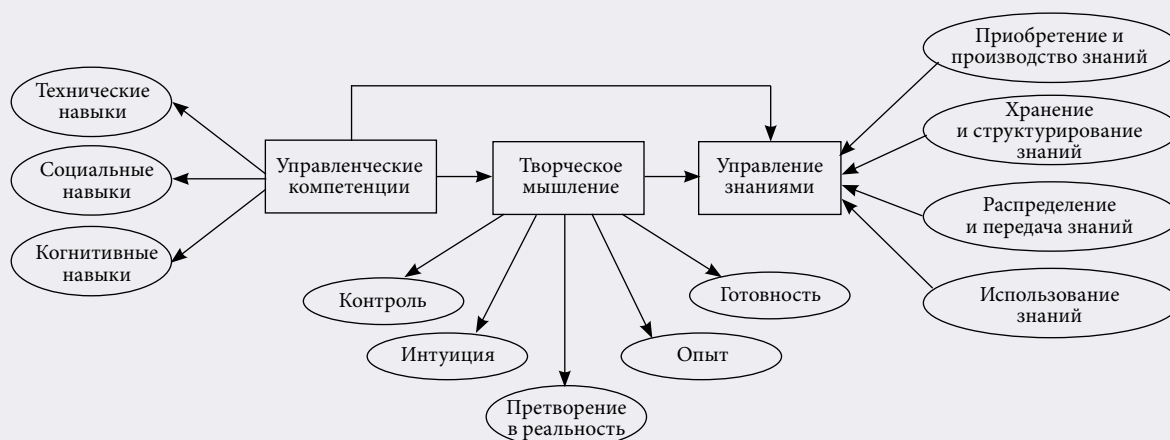 Технические
навыки
Социальные
навыки
Когнитивные
навыки
Управленческие
компетенции
Творческое
мышление
Управление
знаниями
Контроль
Интуиция
Претворение
в реальность
Опыт
Готовность
Приобретение и
производство знаний
Хранение
и структурирование
знаний
Распределение
и передача знаний
Использование
знаний